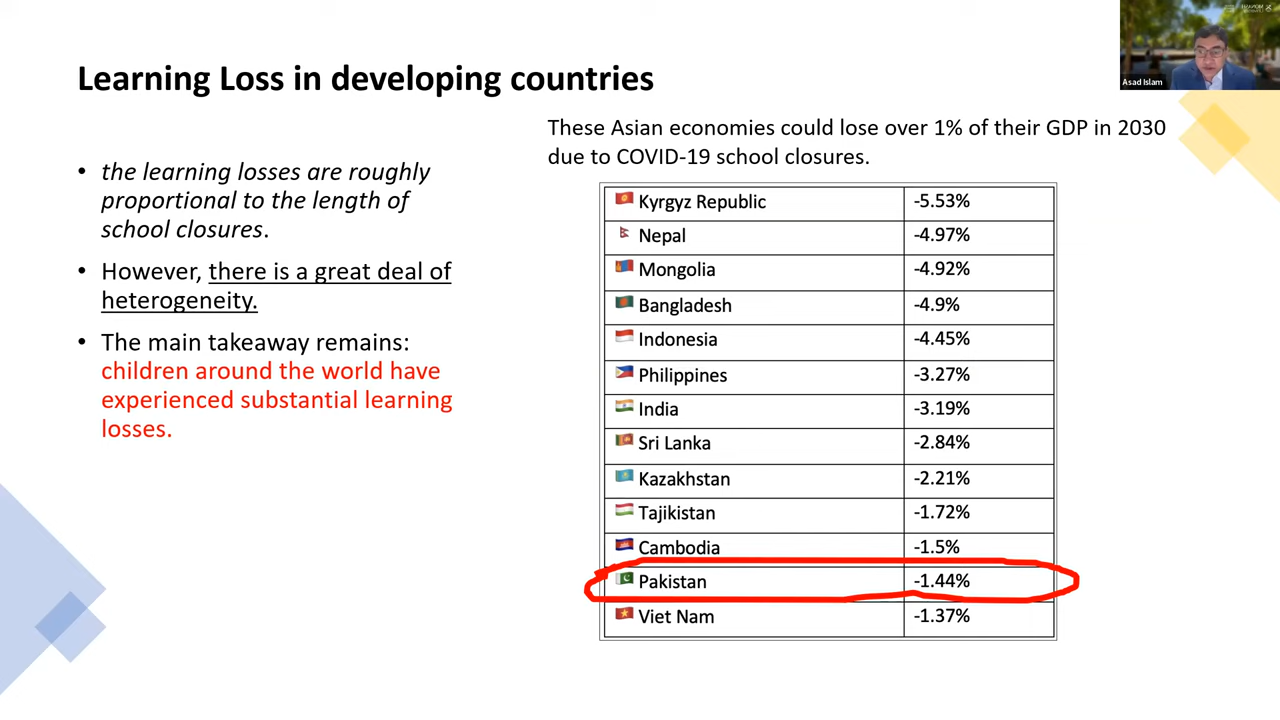 Learning Loss in developing countries
• the learning losses are roughly
proportional to the length of
school closures.
• However, there is a great deal of
heterogeneity.
• The main takeaway remains:
children around the world have
experienced substantial learning
losses.
These Asian economies could lose over 1% of their GDP in 2030
due to COVID-19 school closures.
Kyrgyz Republic -5.53%
Nepal -4.97%
Mongolia -4.92%
Bangladesh -4.9%
Indonesia -4.45%
Philippines -3.27%
India -3.19%
Sri Lanka -2.84%
Kazakhstan -2.21%
Tajikistan -1.72%
Cambodia -1.5%
Pakistan -1.44%
Viet Nam -1.37%
Asad Islam